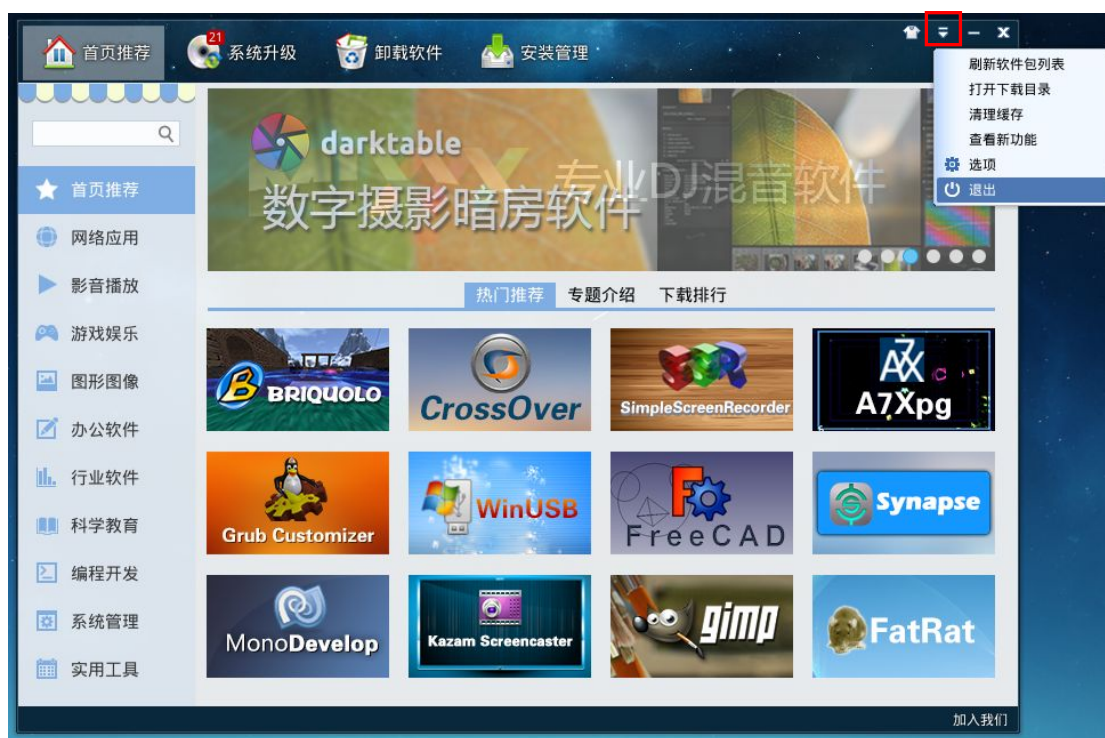 首页推荐
21
系统升级
卸载软件
安装管理
刷新软件包列表
打开下载目录
清理缓存
查看新功能
选项
退出
darktable
数字摄影暗房软件
专业DJ混音软件
首页推荐
网络应用
影音播放
游戏娱乐
图形图像
办公软件
行业软件
科学教育
编程开发
系统管理
实用工具
热门推荐 专题介绍 下载排行
BRIQUOLO
CrossOver
SSR
SimpleScreenRecorder
A7X
A7Xpg
Grub Customizer
WinUSB
FreeCAD
Synapse
MonoDevelop
Kazam Screencaster
gimp
FatRat
加入我们